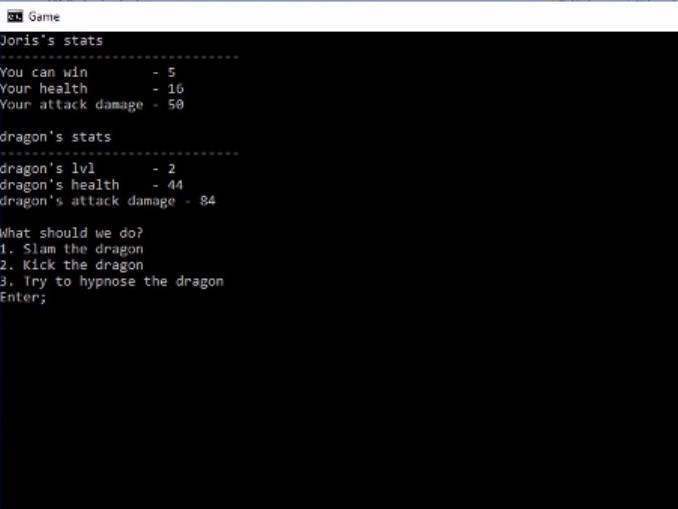 Game
Joris's stats
------------------------------
You can win        - 5
Your health        - 16
Your attack damage - 50
dragon's stats
------------------------------
dragon's lvl       - 2
dragon's health    - 44
dragon's attack damage - 84
What should we do?
1. Slam the dragon
2. Kick the dragon
3. Try to hypnose the dragon
Enter;